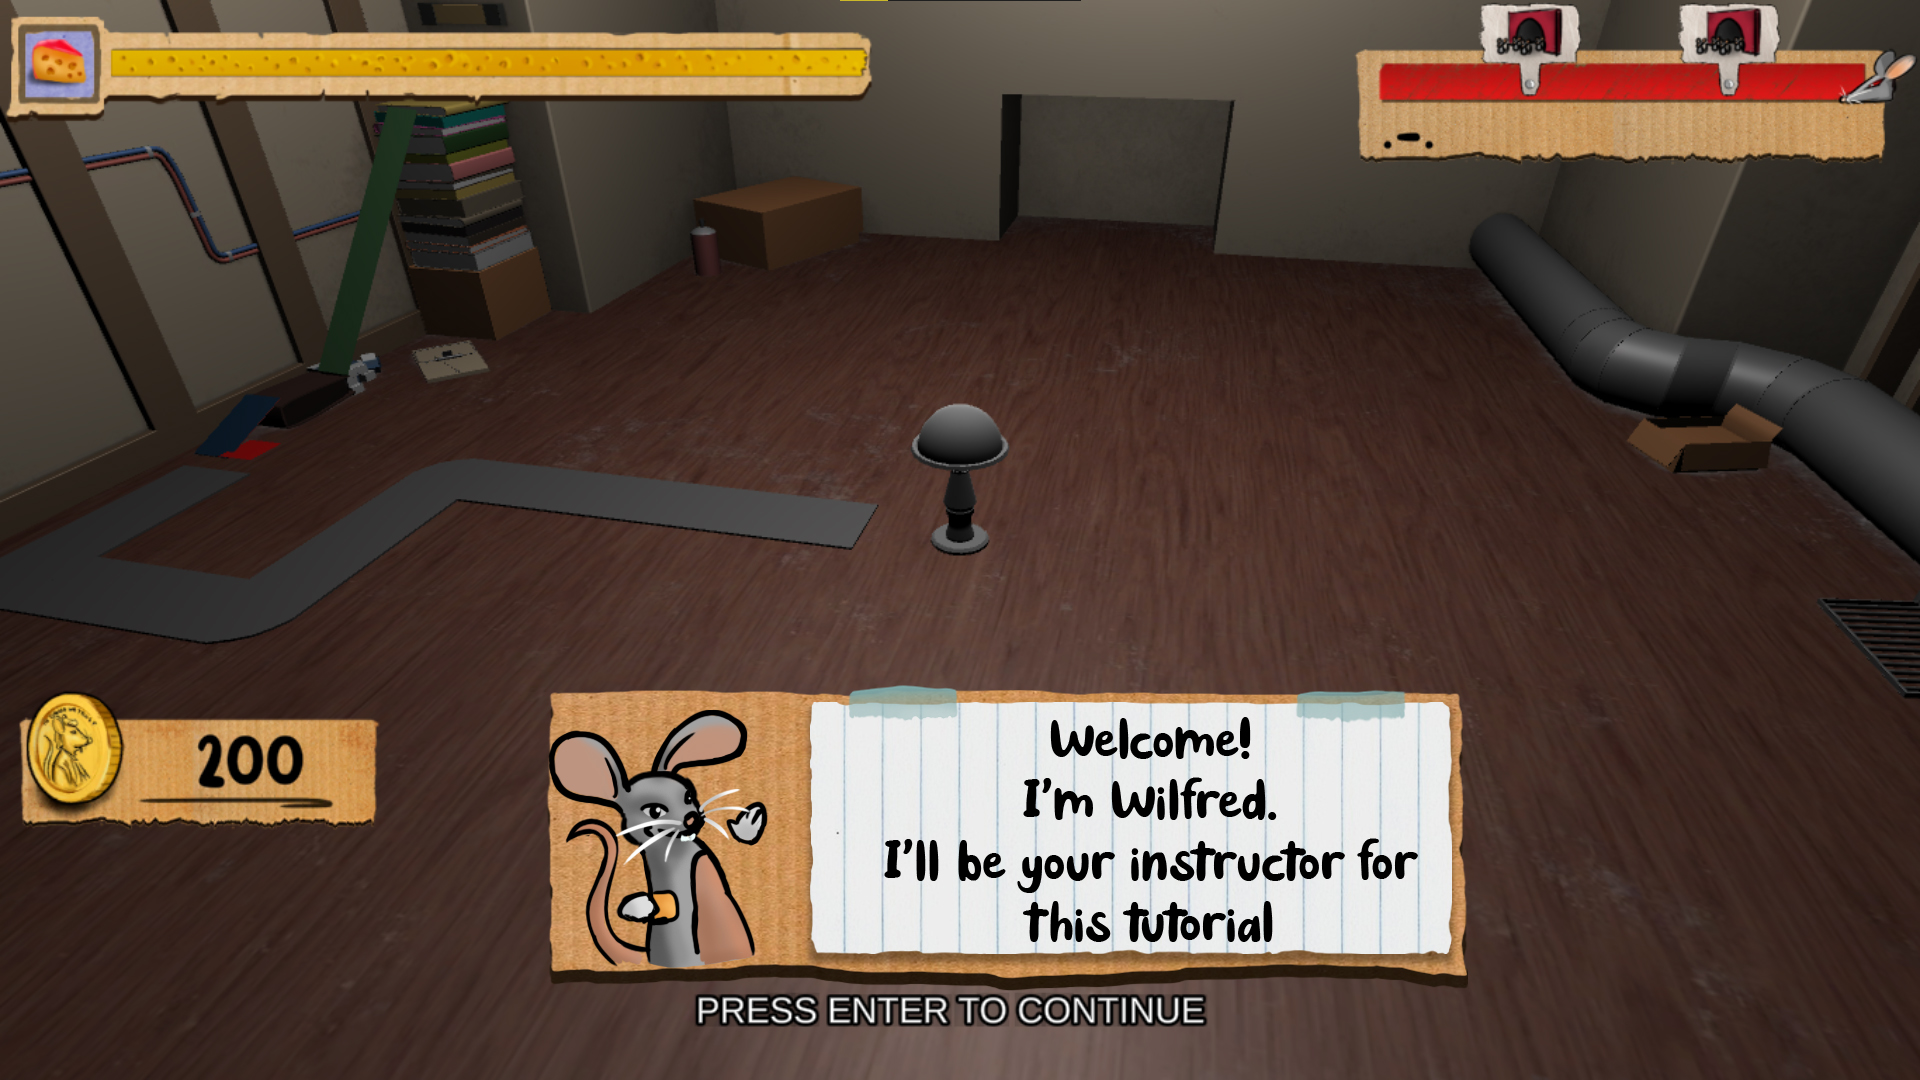 200
Welcome!
I'm Wilfred.
I'll be your instructor for
this tutorial
PRESS ENTER TO CONTINUE